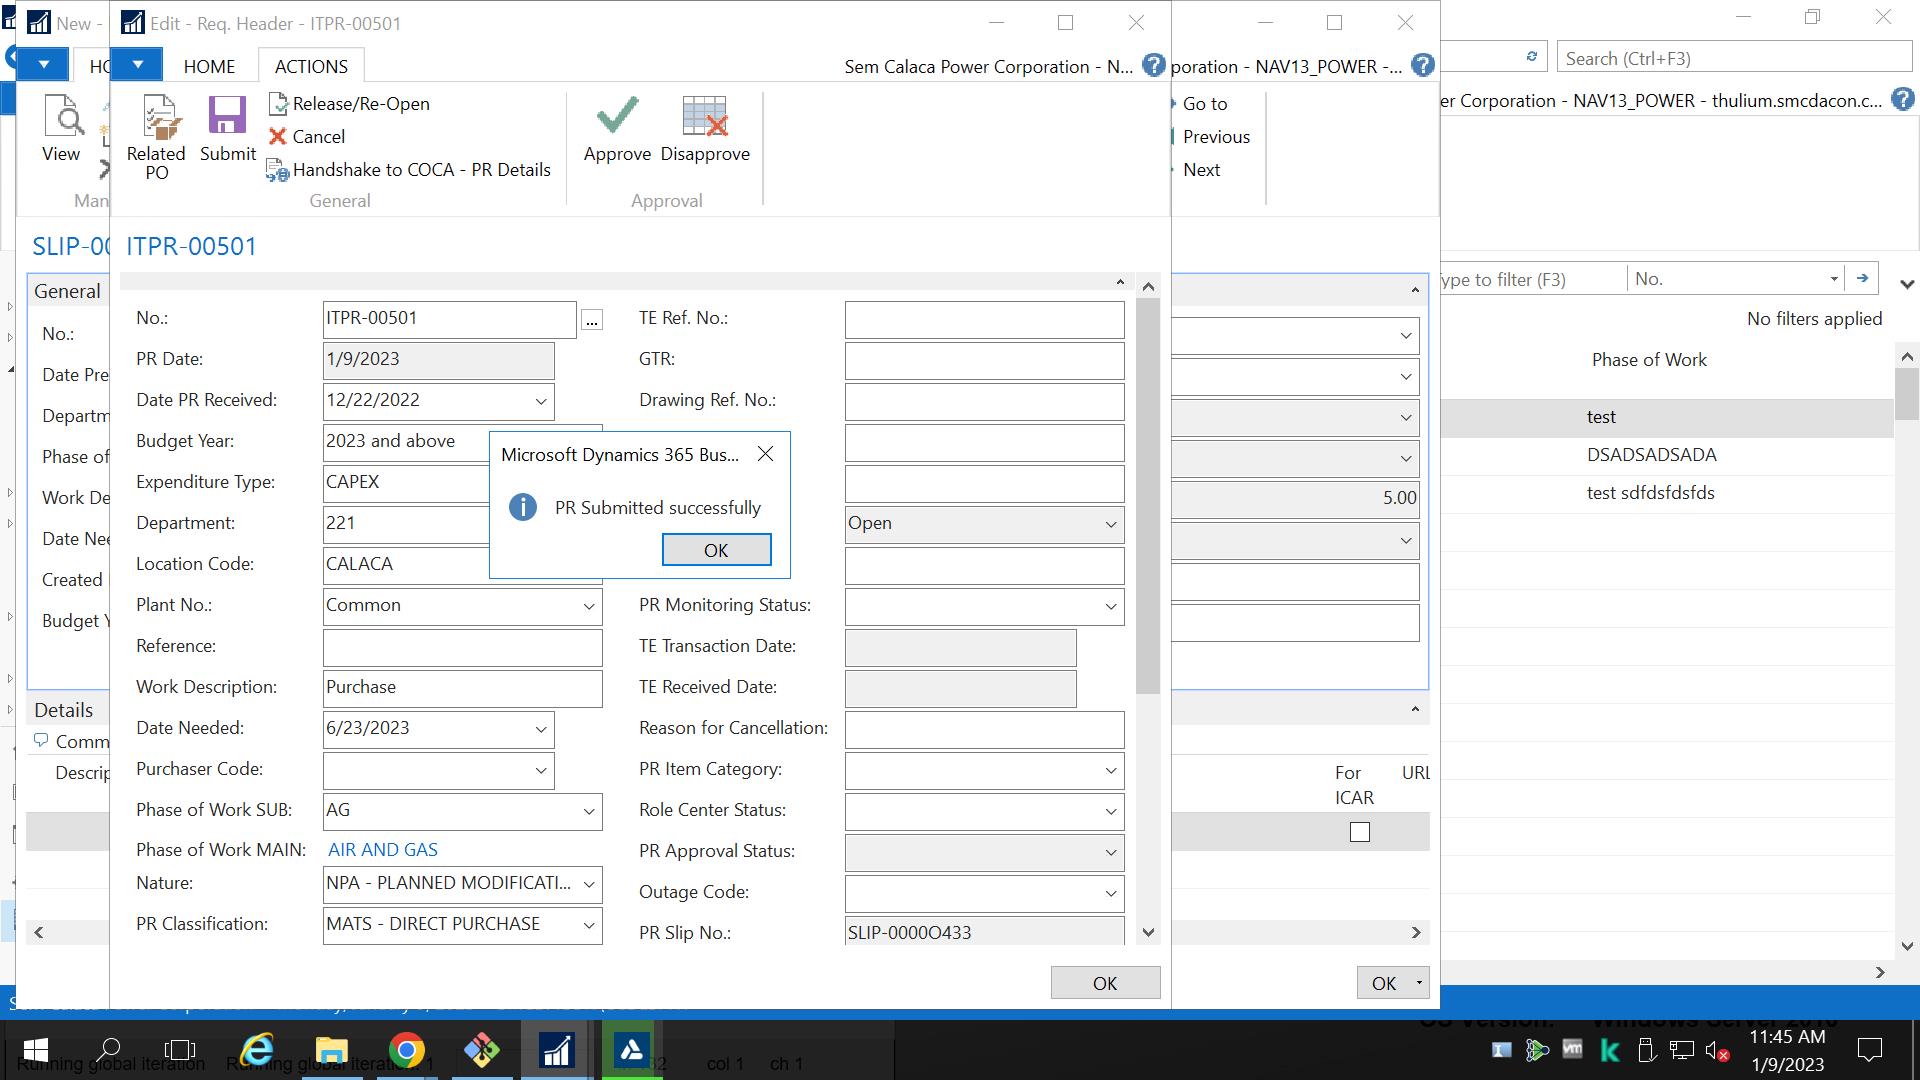 New -
Edit - Req. Header - ITPR-00501
HOME
ACTIONS
Sem Calaca Power Corporation - N...
poration - NAV13_POWER -...
Search (Ctrl+F3)
er Corporation - NAV13_POWER - thulium.smcdacon.c...
View
Related PO
Submit
Release/Re-Open
Cancel
Handshake to COCA - PR Details
Approve
Disapprove
Go to
Previous
Next
Man
General
Approval
SLIP-00
ITPR-00501
General
No.:
Date Pre
Departm
Phase of
Work De
Date Nee
Created
Budget Y
Details
Comm
Descrip
No.:
ITPR-00501
...
PR Date:
1/9/2023
Date PR Received:
12/22/2022
Budget Year:
2023 and above
Expenditure Type:
CAPEX
Department:
221
Location Code:
CALACA
Plant No.:
Common
Reference:
Work Description:
Purchase
Date Needed:
6/23/2023
Purchaser Code:
Phase of Work SUB:
AG
Phase of Work MAIN:
AIR AND GAS
Nature:
NPA - PLANNED MODIFICATI...
PR Classification:
MATS - DIRECT PURCHASE
TE Ref. No.:
GTR:
Drawing Ref. No.:
Open
PR Monitoring Status:
TE Transaction Date:
TE Received Date:
Reason for Cancellation:
PR Item Category:
Role Center Status:
PR Approval Status:
Outage Code:
PR Slip No.:
SLIP-0000O433
OK
Microsoft Dynamics 365 Bus...
PR Submitted successfully
OK
5.00
For ICAR
URL
OK
Type to filter (F3)
No.
No filters applied
Phase of Work
test
DSADSADSADA
test sdfdsfdsfds
Running global iteration
col 1
ch 1
11:45 AM
1/9/2023